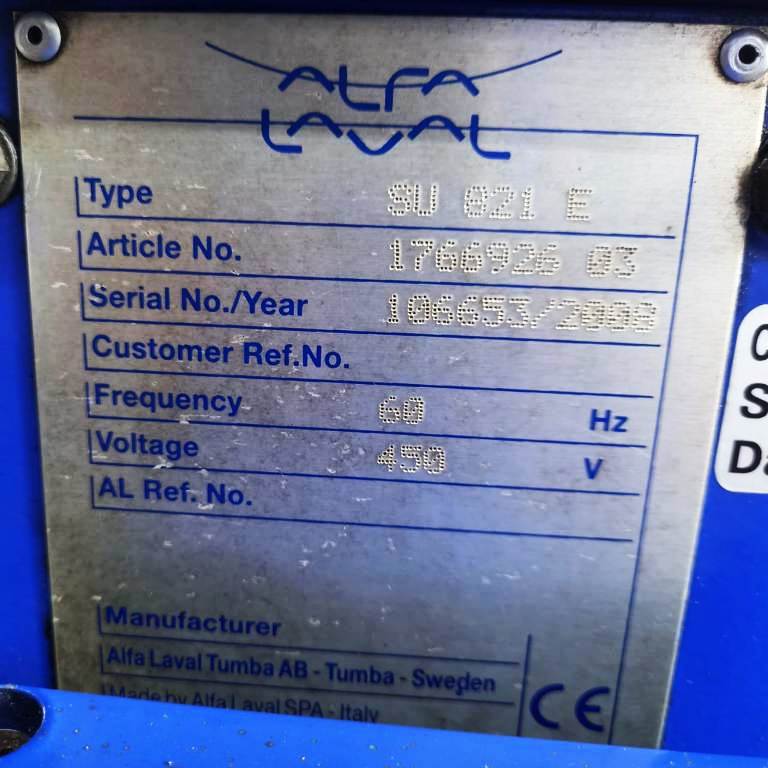 ALFA
LAVAL
Type SU 021 E
Article No. 1766926 03
Serial No./Year 106653/2008
Customer Ref.No.
Frequency 60 Hz
Voltage 450 V
AL Ref. No.
Manufacturer
Alfa Laval Tumba AB - Tumba - Sweden
Made by Alfa Laval SPA - Italy
CE